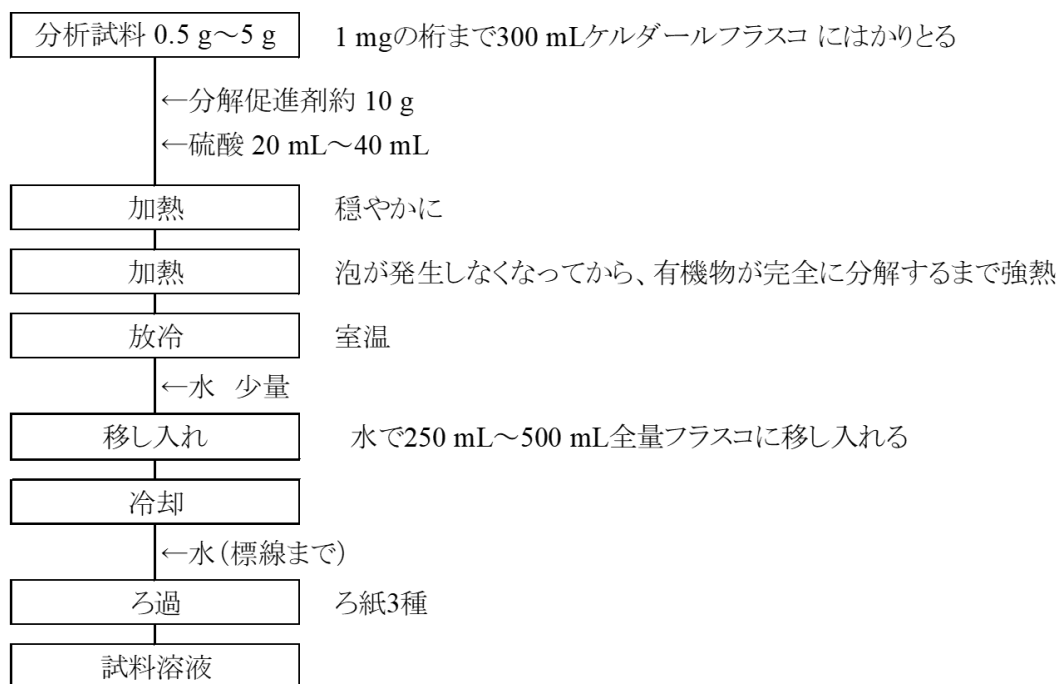 分析試料 0.5 g～5 g 1 mgの桁まで300 mLケルダールフラスコ にはかりとる
←分解促進剤約 10 g
←硫酸 20 mL～40 mL
加熱 穏やかに
加熱 泡が発生しなくなってから、有機物が完全に分解するまで強熱
放冷 室温
←水 少量
移し入れ 水で250 mL～500 mL全量フラスコに移し入れる
冷却
←水（標線まで）
ろ過 ろ紙3種
試料溶液